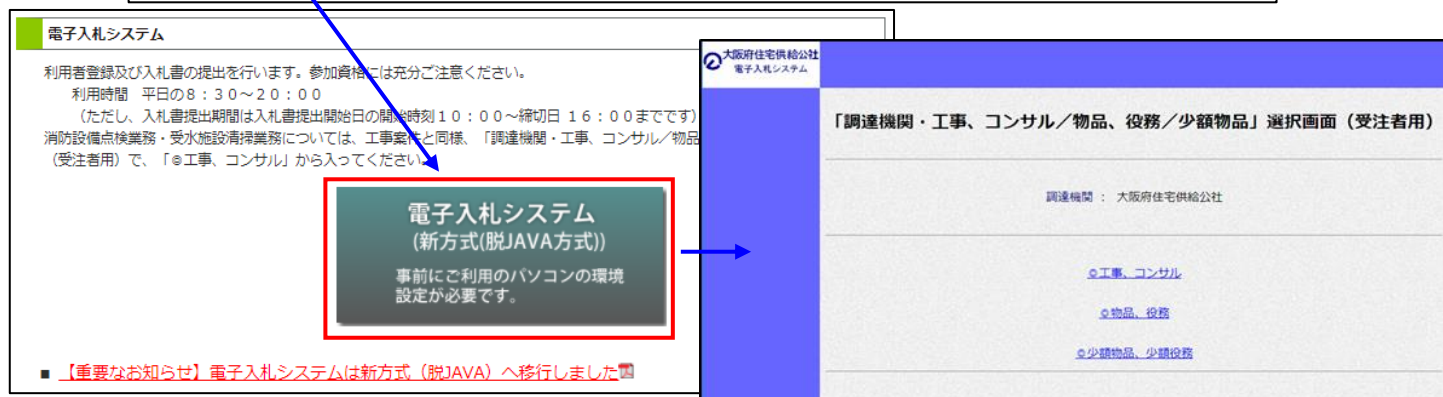 電子入札システム
利用者登録及び入札書の提出を行います。参加資格には充分ご注意ください。
利用時間 平日の8:30~20:00
(ただし、入札書提出期間は入札書提出開始日の開始時刻10:00~締切日 16:00までです)
消防設備点検業務・受水施設清掃業務については、工事案件と同様、「調達機関・工事、コンサル/物品
(受注者用)で、「◎工事、コンサル」から入ってください。
電子入札システム
(新方式(脱JAVA方式))
事前にご利用のパソコンの環境
設定が必要です。
■ 【重要なお知らせ】電子入札システムは新方式(脱JAVA)へ移行しました
大阪府住宅供給公社
電子入札システム
「調達機関・工事、コンサル/物品、役務/少額物品」選択画面(受注者用)
調達機関 : 大阪府住宅供給公社
◎工事、コンサル
◎物品、役務
◎少額物品、少額役務